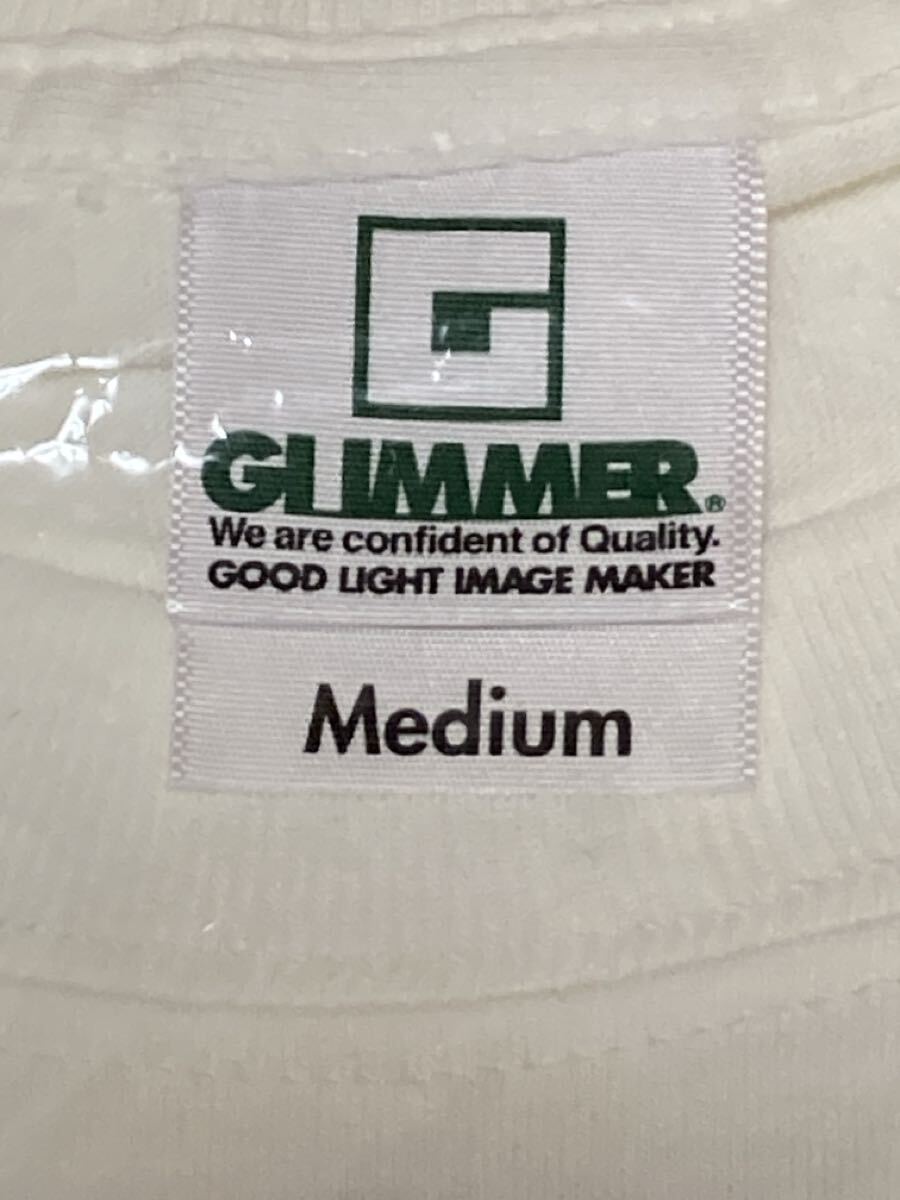 G
GLIMMER®
We are confident of Quality.
GOOD LIGHT IMAGE MAKER
Medium